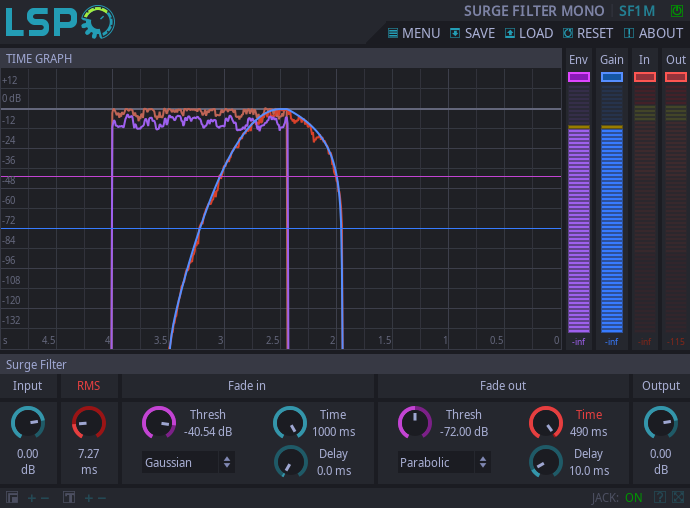 LSP
SURGE FILTER MONO SF1M
MENU SAVE LOAD RESET ABOUT
TIME GRAPH
Env Gain In Out
+12
0 dB
-12
-24
-36
-48
-60
-72
-84
-96
-108
-120
-132
s 4.5 4 3.5 3 2.5 2 1.5 1 0.5 0
-inf -inf -inf -115
Surge Filter
Input RMS Fade in Fade out Output
Thresh Time Thresh Time
-40.54 dB 1000 ms -72.00 dB 490 ms
0.00 7.27 Gaussian Delay Parabolic Delay 0.00
dB ms 0.0 ms 10.0 ms dB
T JACK: ON ?